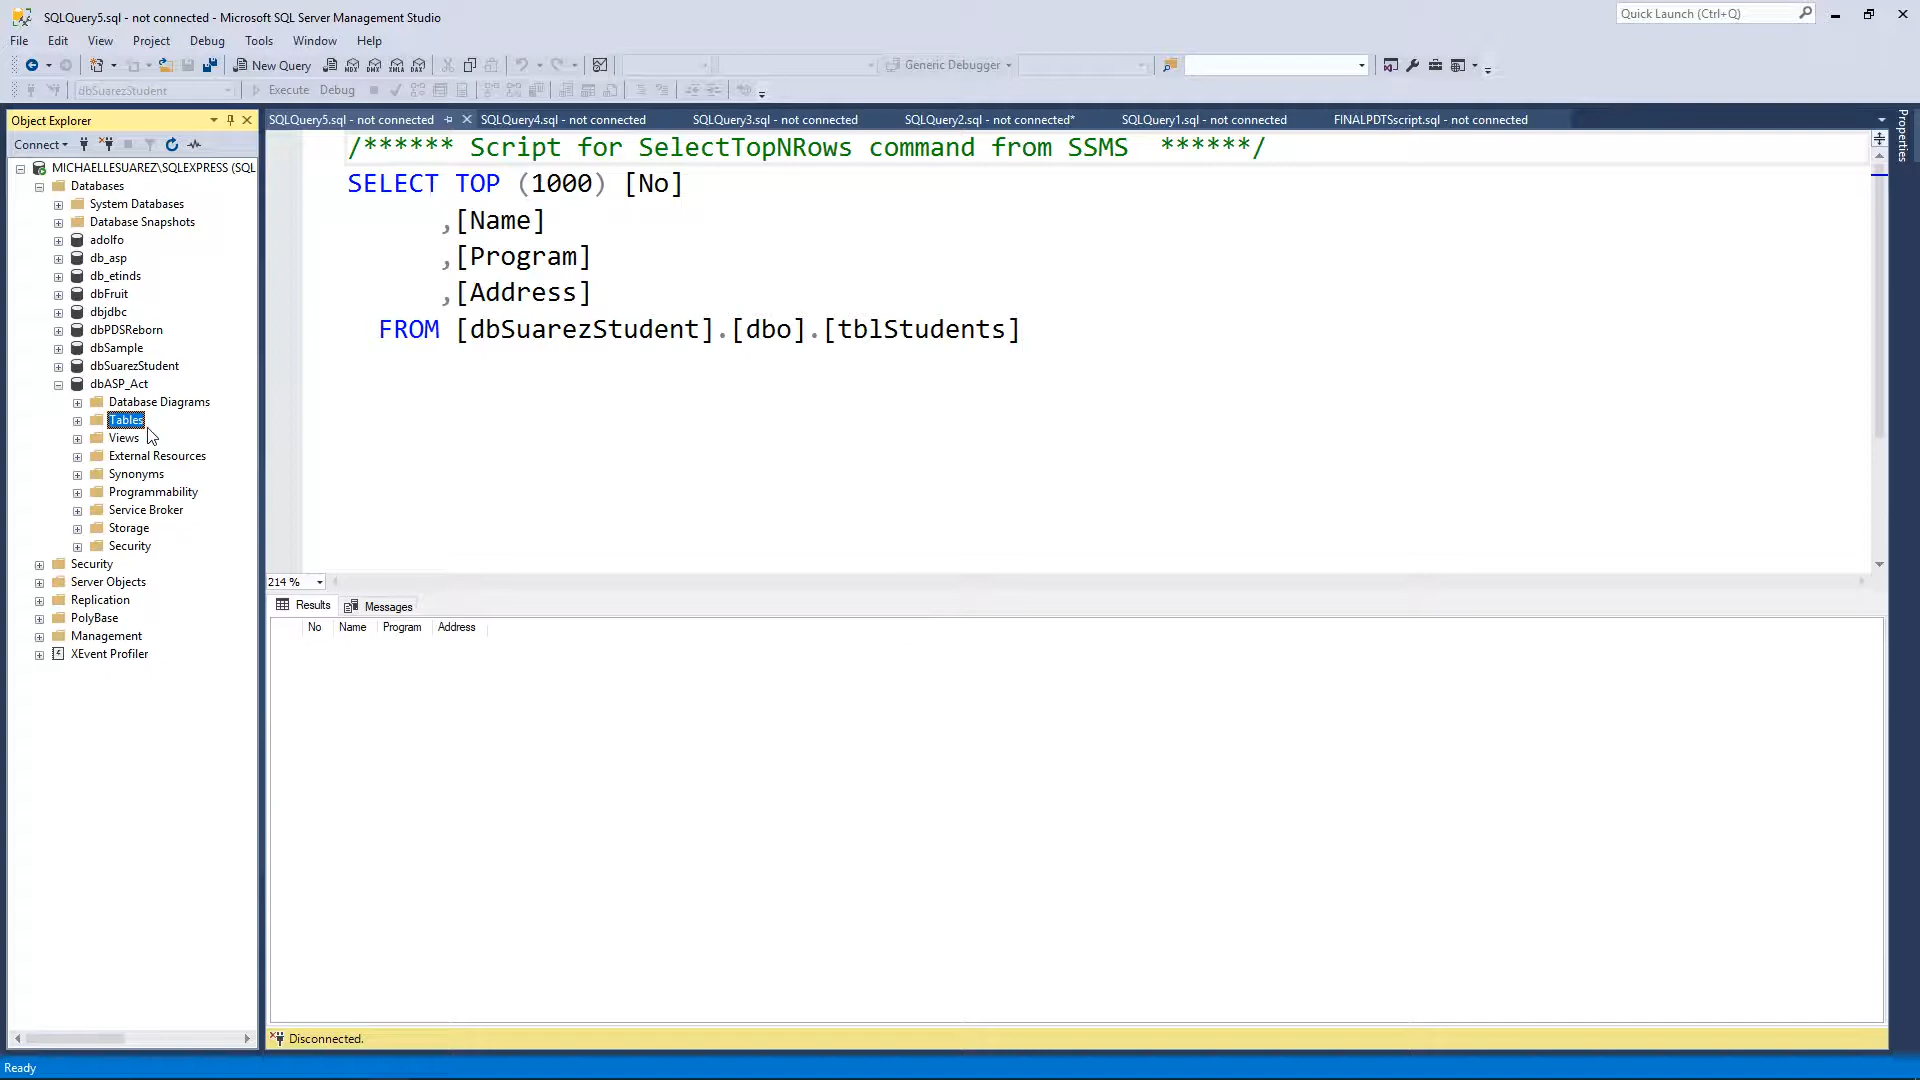 SQLQuery5.sql - not connected - Microsoft SQL Server Management Studio
Quick Launch (Ctrl+Q)
File Edit View Project Debug Tools Window Help
New Query
Generic Debugger
dbSuarezStudent
Execute Debug
Object Explorer
Connect
MICHAELLESUAREZ\SQLEXPRESS (SQL
Databases
System Databases
Database Snapshots
adolfo
db_asp
db_etinds
dbFruit
dbjdbc
dbPDSReborn
dbSample
dbSuarezStudent
dbASP_Act
Database Diagrams
Tables
Views
External Resources
Synonyms
Programmability
Service Broker
Storage
Security
Security
Server Objects
Replication
PolyBase
Management
XEvent Profiler
SQLQuery5.sql - not connected SQLQuery4.sql - not connected SQLQuery3.sql - not connected SQLQuery2.sql - not connected* SQLQuery1.sql - not connected FINALPDTSscript.sql - not connected
/****** Script for SelectTopNRows command from SSMS ******/
SELECT TOP (1000) [No]
,[Name]
,[Program]
,[Address]
FROM [dbSuarezStudent].[dbo].[tblStudents]
214 %
Results Messages
No Name Program Address
Disconnected.
Properties
Ready